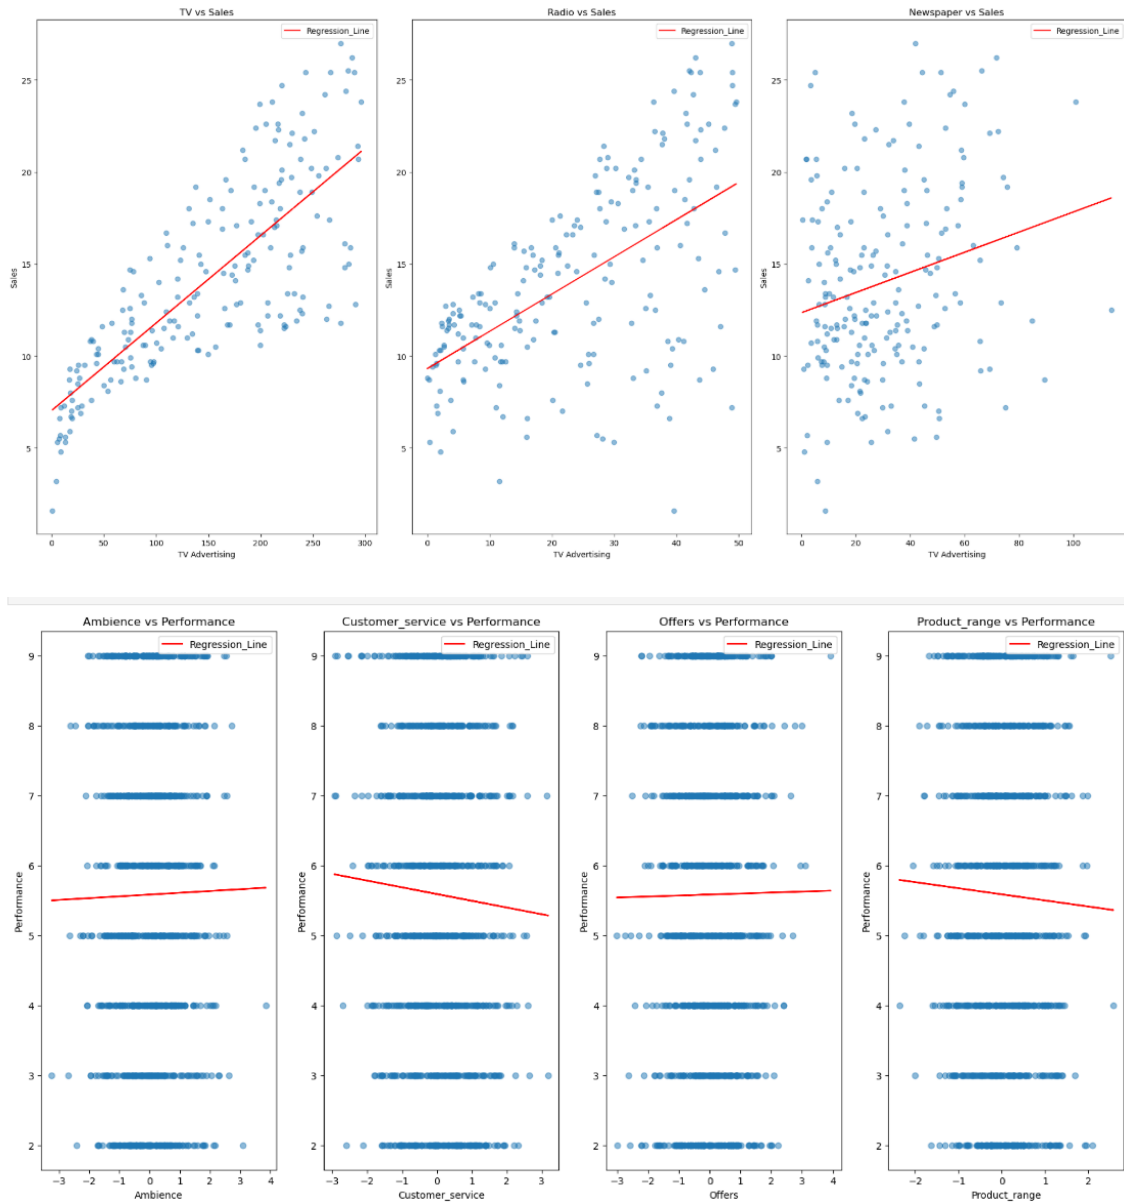 TV vs Sales
Regression_Line
25
20
15
10
5
Sales
0 50 100 150 200 250 300
TV Advertising
Radio vs Sales
Regression_Line
25
20
15
10
5
Sales
0 10 20 30 40 50
TV Advertising
Newspaper vs Sales
Regression_Line
25
20
15
10
5
Sales
0 20 40 60 80 100
TV Advertising
Ambience vs Performance
Regression_Line
9
8
7
6
5
4
3
2
Performance
−3 −2 −1 0 1 2 3 4
Ambience
Customer_service vs Performance
Regression_Line
9
8
7
6
5
4
3
2
Performance
−3 −2 −1 0 1 2 3
Customer_service
Offers vs Performance
Regression_Line
9
8
7
6
5
4
3
2
Performance
−3 −2 −1 0 1 2 3 4
Offers
Product_range vs Performance
Regression_Line
9
8
7
6
5
4
3
2
Performance
−2 −1 0 1 2
Product_range